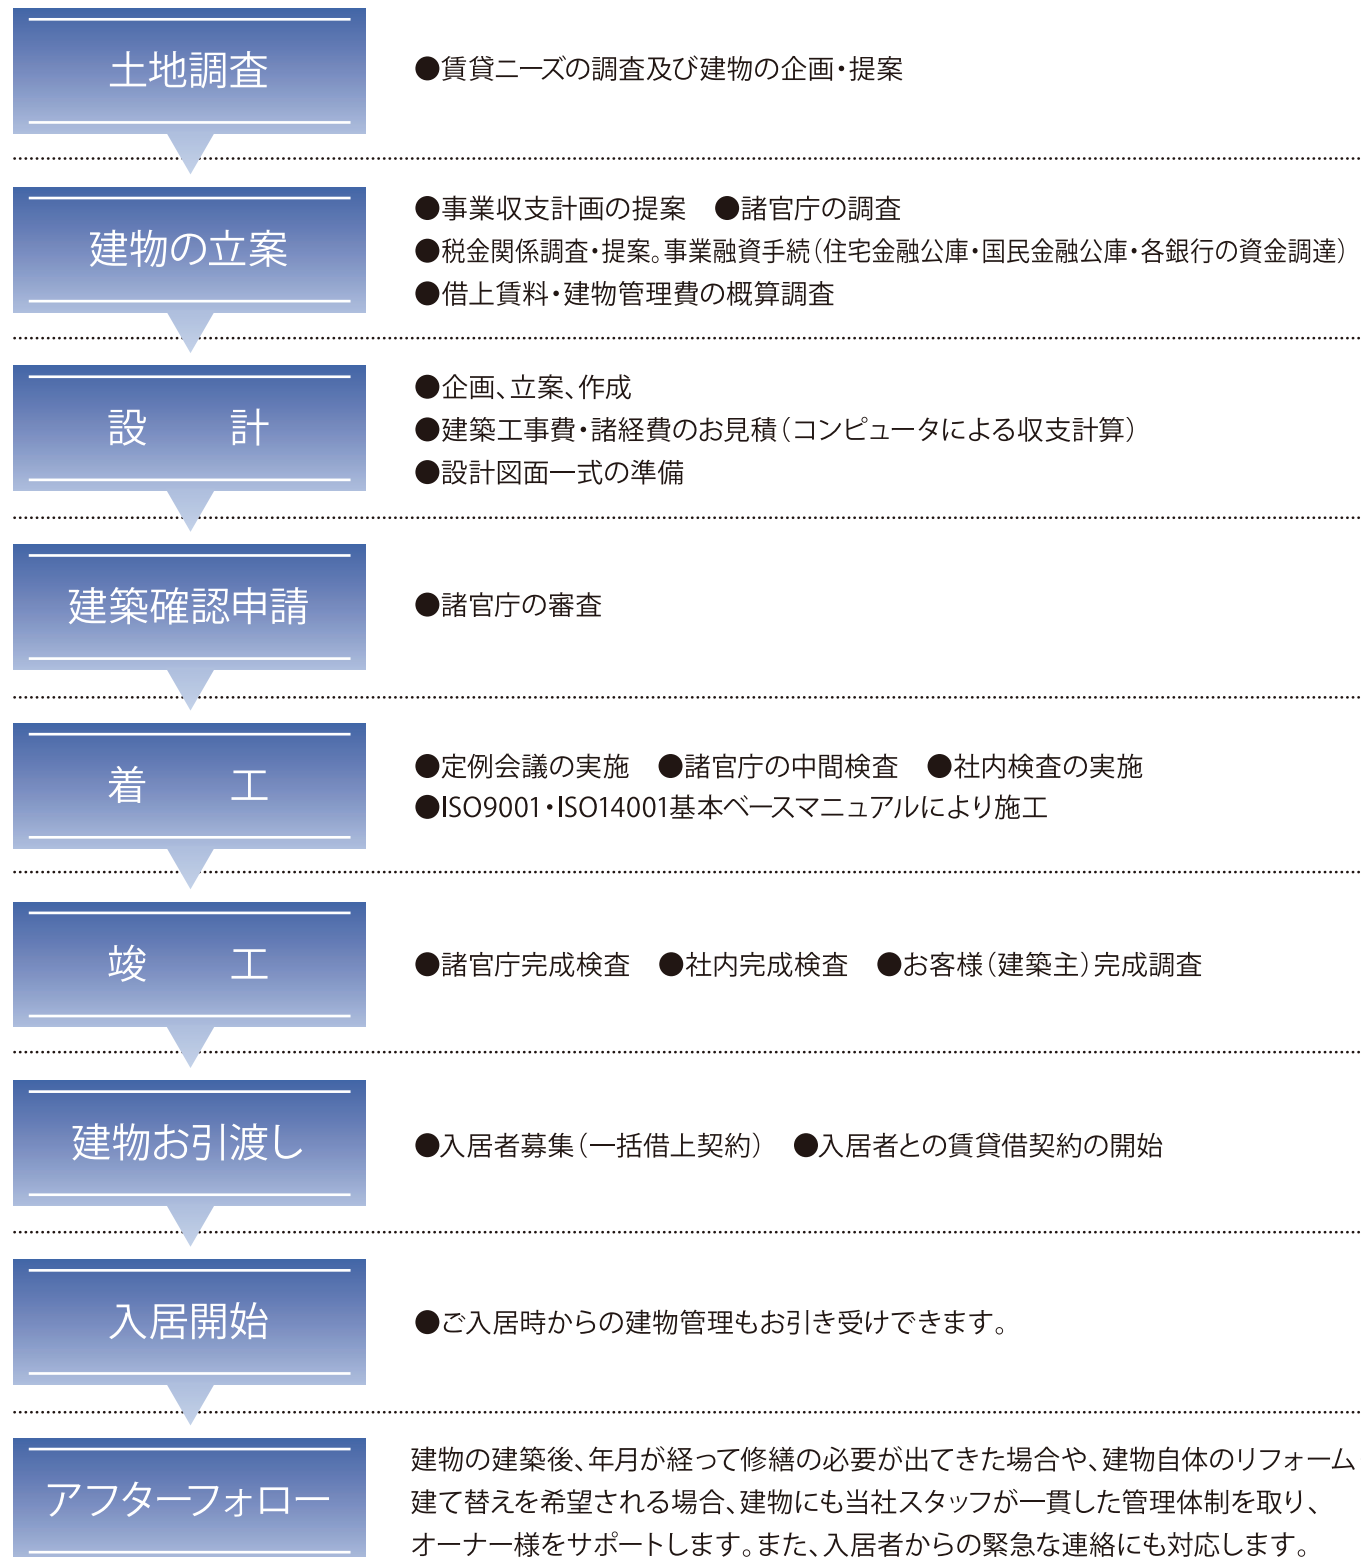 土地調査
●賃貸ニーズの調査及び建物の企画・提案
建物の立案
●事業収支計画の提案　●諸官庁の調査
●税金関係調査・提案。事業融資手続（住宅金融公庫・国民金融公庫・各銀行の資金調達）
●借上賃料・建物管理費の概算調査
設　　計
●企画、立案、作成
●建築工事費・諸経費のお見積（コンピュータによる収支計算）
●設計図面一式の準備
建築確認申請
●諸官庁の審査
着　　工
●定例会議の実施　●諸官庁の中間検査　●社内検査の実施
●ISO9001・ISO14001基本ベースマニュアルにより施工
竣　　工
●諸官庁完成検査　●社内完成検査　●お客様（建築主）完成調査
建物お引渡し
●入居者募集（一括借上契約）　●入居者との賃貸借契約の開始
入居開始
●ご入居時からの建物管理もお引き受けできます。
アフターフォロー
建物の建築後、年月が経って修繕の必要が出てきた場合や、建物自体のリフォーム
建て替えを希望される場合、建物にも当社スタッフが一貫した管理体制を取り、
オーナー様をサポートします。また、入居者からの緊急な連絡にも対応します。